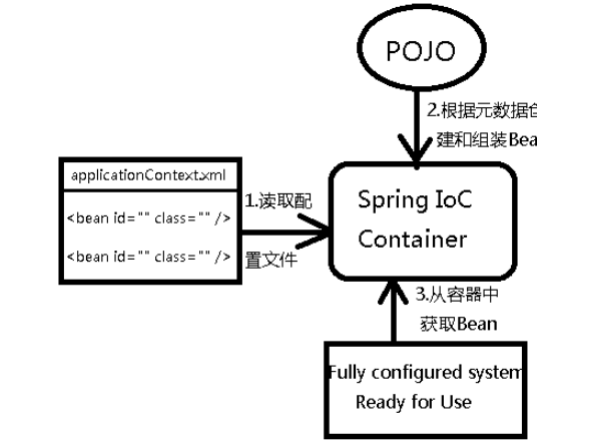 POJO
2.根据元数据
建和组装Bea
applicationContext.xml
<bean id="" class="" />
<bean id="" class="" />
1.读取配
置文件
Spring IoC
Container
3.从容器中
获取Bean
Fully configured system
Ready for Use